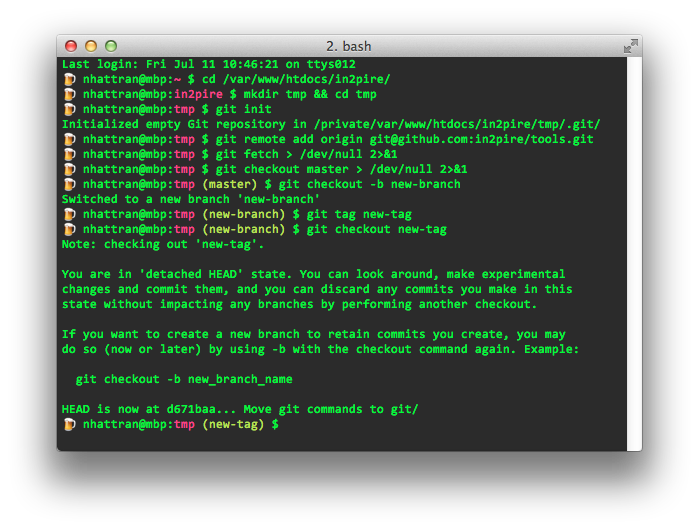 2. bash
Last login: Fri Jul 11 10:46:21 on ttys012
🍺 nhattran@mbp:~ $ cd /var/www/htdocs/in2pire/
🍺 nhattran@mbp:in2pire $ mkdir tmp && cd tmp
🍺 nhattran@mbp:tmp $ git init
Initialized empty Git repository in /private/var/www/htdocs/in2pire/tmp/.git/
🍺 nhattran@mbp:tmp $ git remote add origin git@github.com:in2pire/tools.git
🍺 nhattran@mbp:tmp $ git fetch > /dev/null 2>&1
🍺 nhattran@mbp:tmp $ git checkout master > /dev/null 2>&1
🍺 nhattran@mbp:tmp (master) $ git checkout -b new-branch
Switched to a new branch 'new-branch'
🍺 nhattran@mbp:tmp (new-branch) $ git tag new-tag
🍺 nhattran@mbp:tmp (new-branch) $ git checkout new-tag
Note: checking out 'new-tag'.

You are in 'detached HEAD' state. You can look around, make experimental
changes and commit them, and you can discard any commits you make in this
state without impacting any branches by performing another checkout.

If you want to create a new branch to retain commits you create, you may
do so (now or later) by using -b with the checkout command again. Example:

  git checkout -b new_branch_name

HEAD is now at d671baa... Move git commands to git/
🍺 nhattran@mbp:tmp (new-tag) $